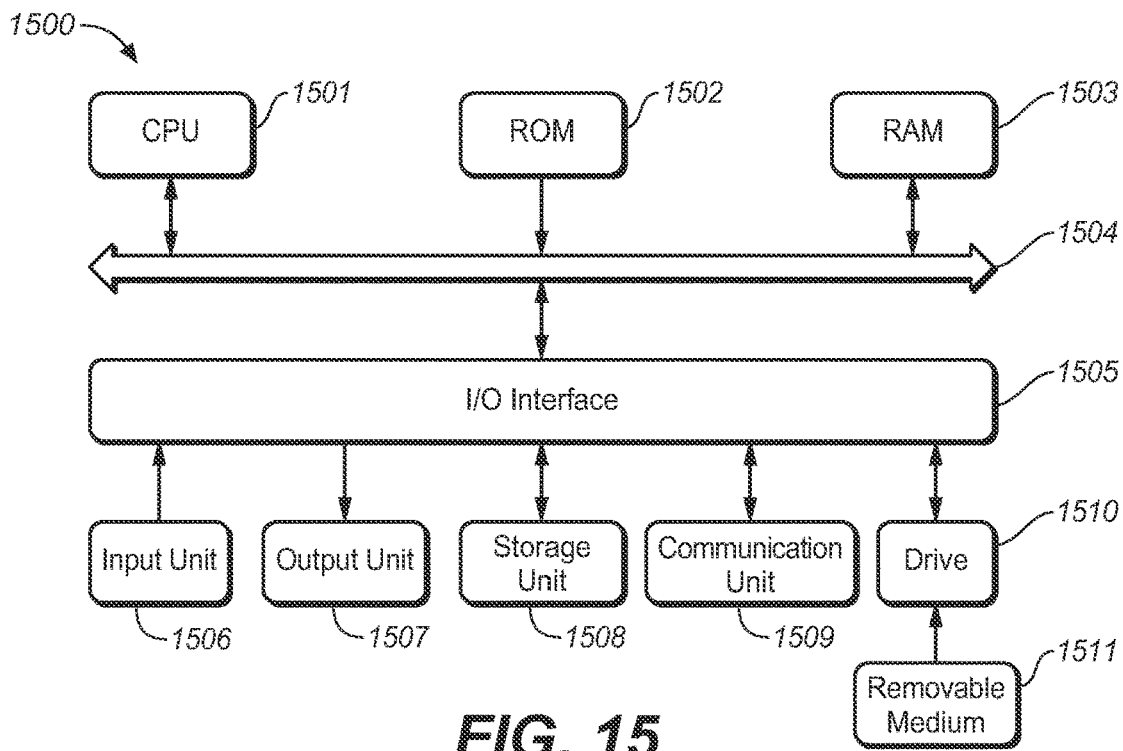 1500
1501
1502
1503
CPU
ROM
RAM
1504
1505
I/O Interface
1510
Input Unit
Output Unit
Storage
Unit
Communication
Unit
Drive
1506
1507
1508
1509
1511
Removable
Medium
FIG. 15